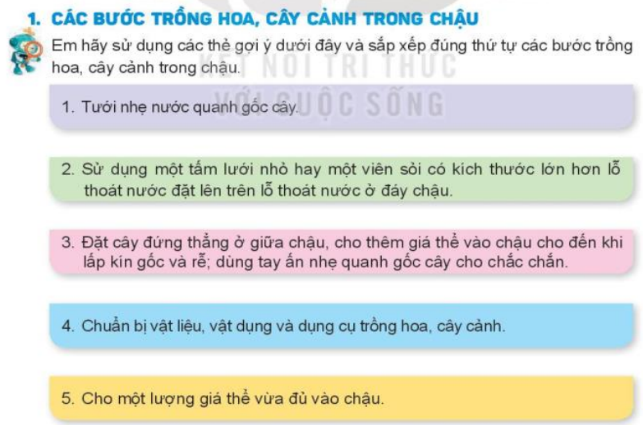 1. CÁC BƯỚC TRỒNG HOA, CÂY CẢNH TRONG CHẬU
Em hãy sử dụng các thẻ gợi ý dưới đây và sắp xếp đúng thứ tự các bước trồng
hoa, cây cảnh trong chậu.
KẾT NỐI TRI THỨC
VỚI CUỘC SỐNG
1. Tưới nhẹ nước quanh gốc cây.
2. Sử dụng một tấm lưới nhỏ hay một viên sỏi có kích thước lớn hơn lỗ
thoát nước đặt lên trên lỗ thoát nước ở đáy chậu.
3. Đặt cây đứng thẳng ở giữa chậu, cho thêm giá thể vào chậu cho đến khi
lấp kín gốc và rễ; dùng tay ấn nhẹ quanh gốc cây cho chắc chắn.
4. Chuẩn bị vật liệu, vật dụng và dụng cụ trồng hoa, cây cảnh.
5. Cho một lượng giá thể vừa đủ vào chậu.